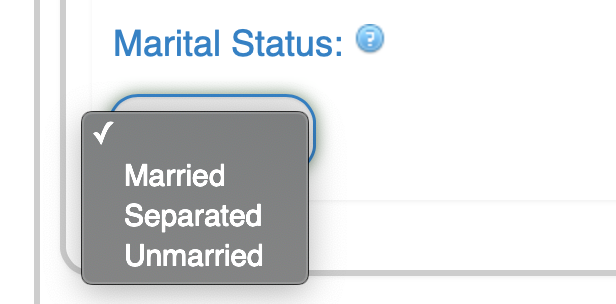 Marital Status: ?
✓
Married
Separated
Unmarried